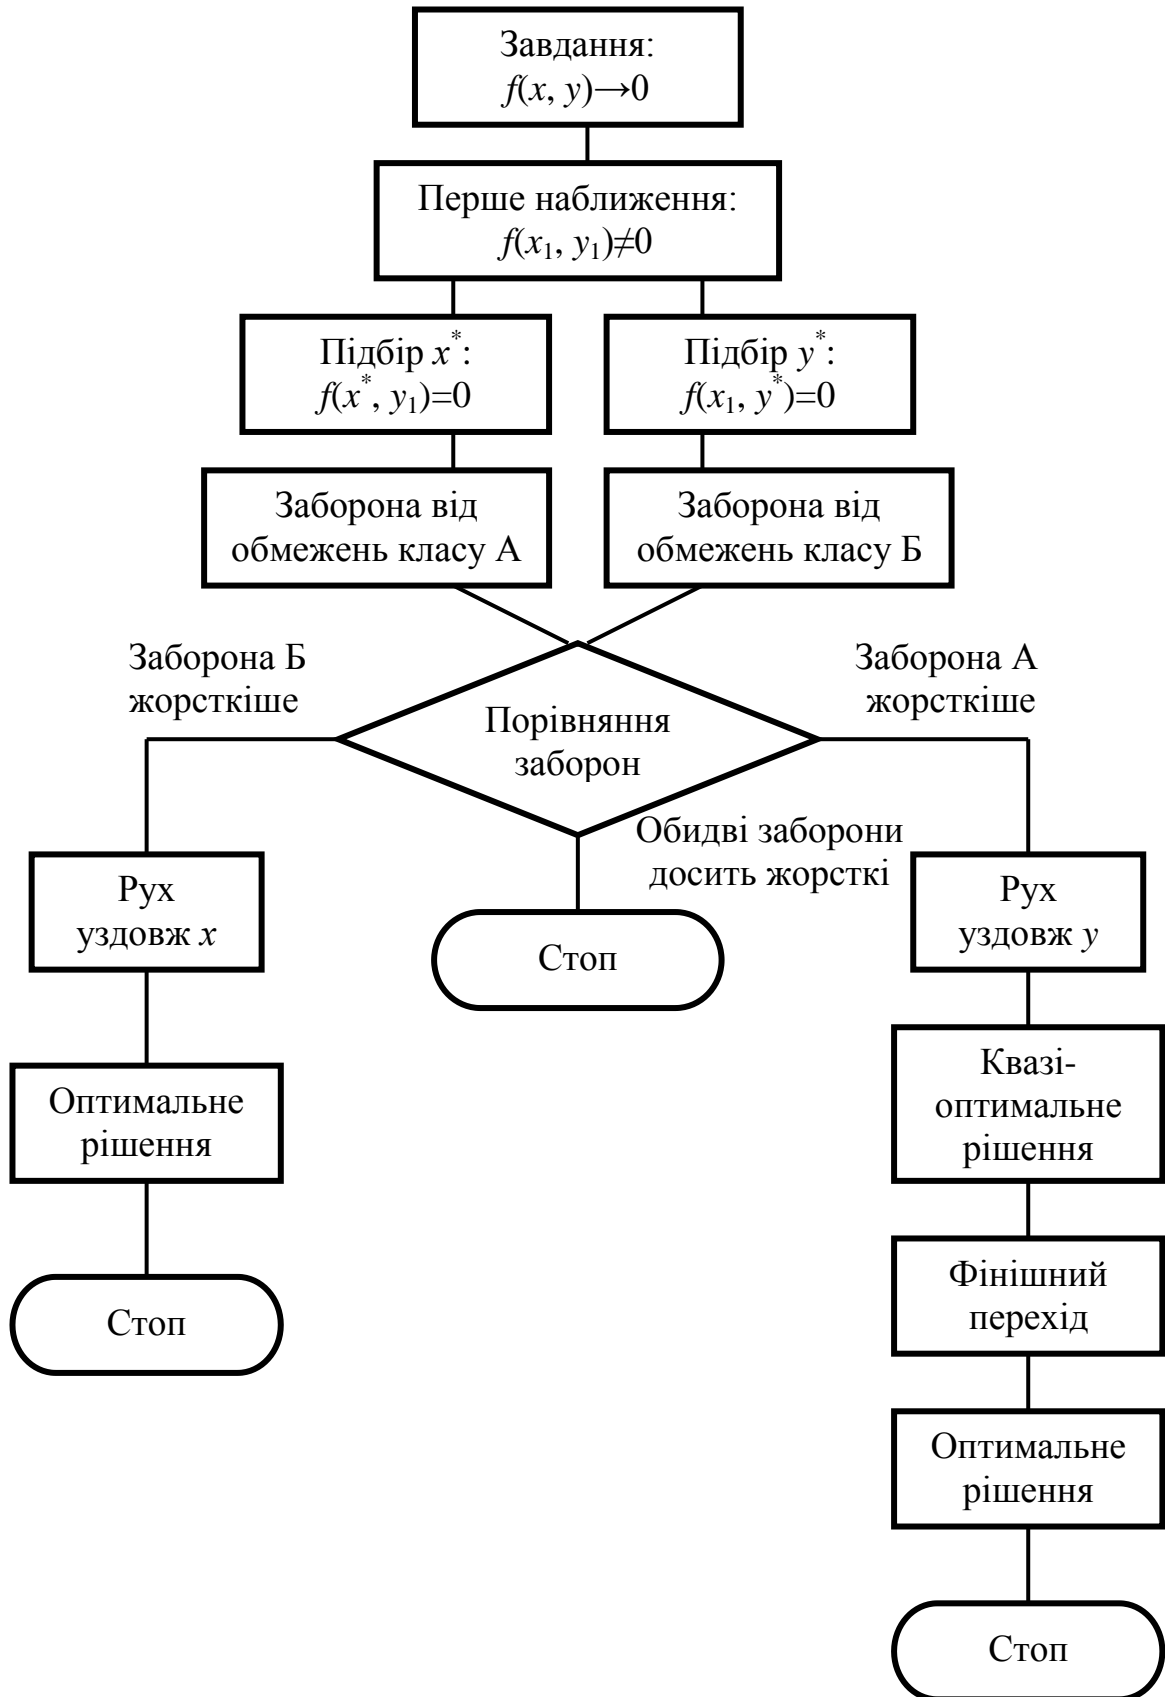 Завдання:
f(x, y)→0
Перше наближення:
f(x₁, y₁)≠0
Підбір x*:
f(x*, y₁)=0
Підбір y*:
f(x₁, y*)=0
Заборона від
обмежень класу А
Заборона від
обмежень класу Б
Заборона Б
жорсткіше
Порівняння
заборон
Заборона А
жорсткіше
Обидві заборони
досить жорсткі
Рух
уздовж x
Стоп
Рух
уздовж y
Оптимальне
рішення
Квазі-
оптимальне
рішення
Стоп
Фінішний
перехід
Оптимальне
рішення
Стоп